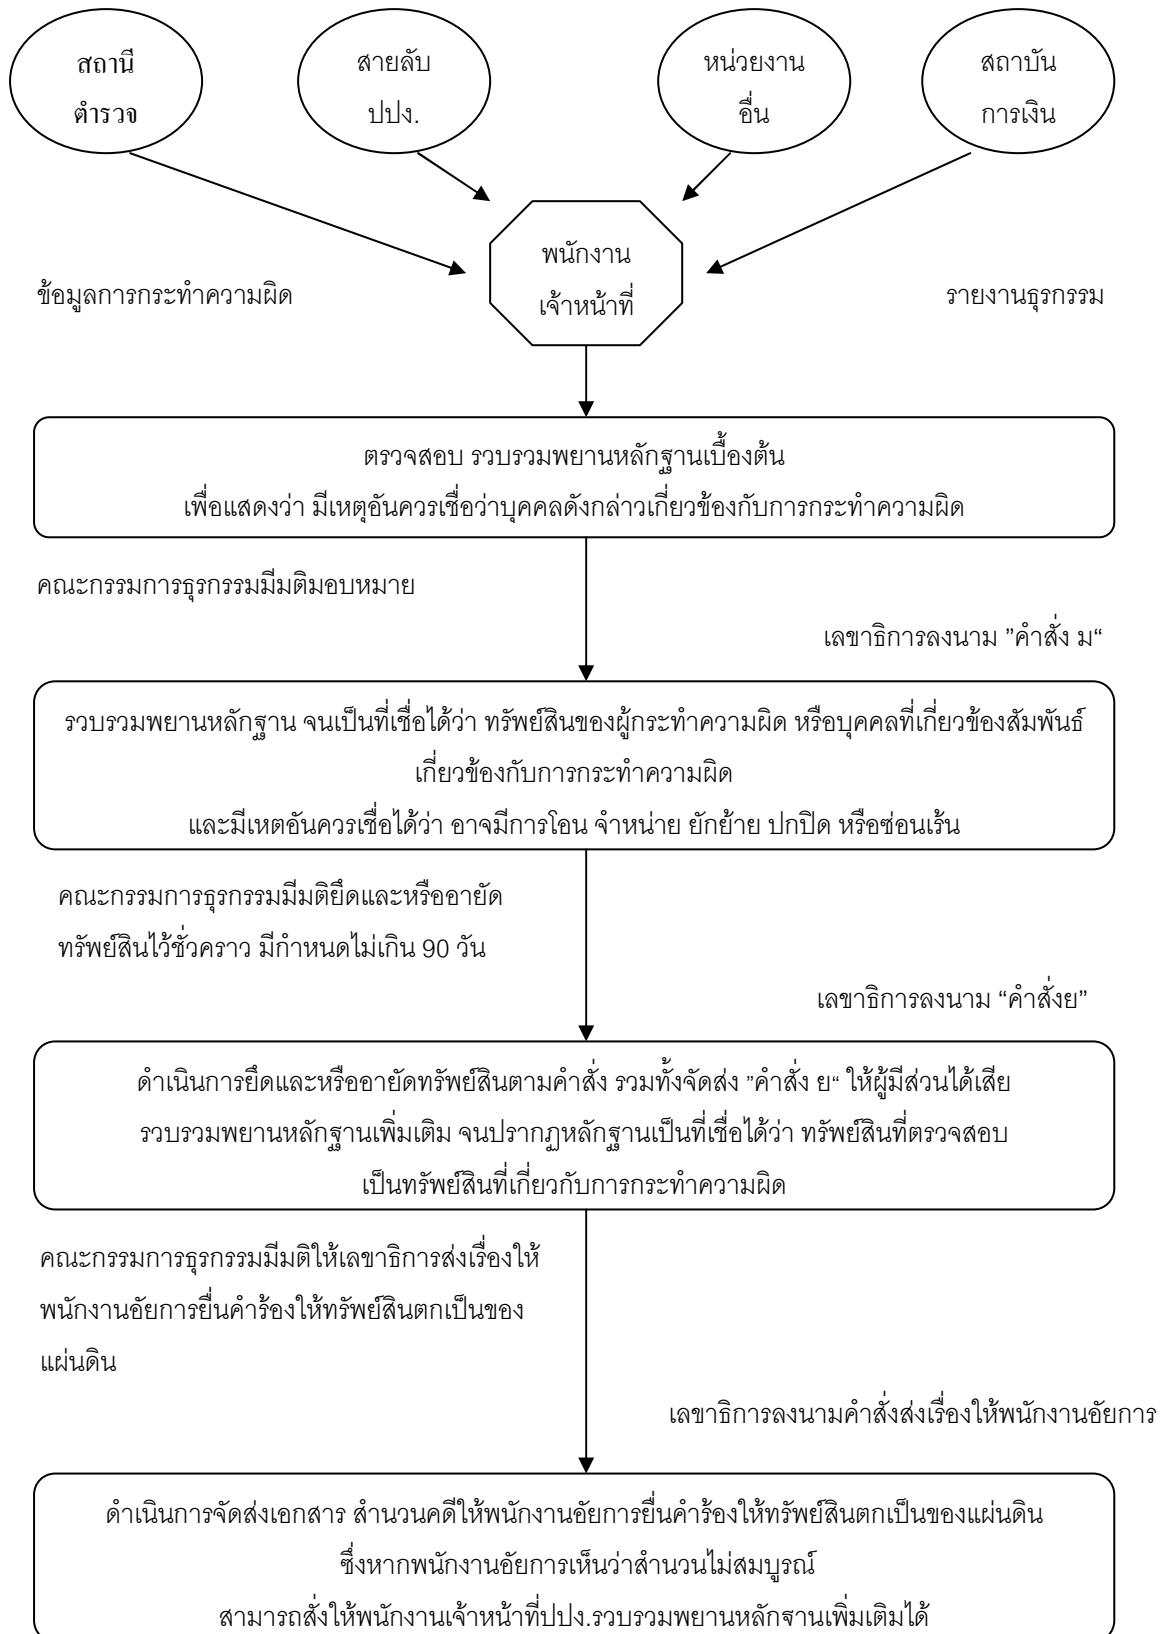 สถานี
ตำรวจ
สายลับ
ปปง.
หน่วยงาน
อื่น
สถาบัน
การเงิน
พนักงาน
เจ้าหน้าที่
ข้อมูลการกระทำความผิด
รายงานธุรกรรม
ตรวจสอบ รวบรวมพยานหลักฐานเบื้องต้น
เพื่อแสดงว่า มีเหตุอันควรเชื่อว่าบุคคลดังกล่าวเกี่ยวข้องกับการกระทำความผิด
คณะกรรมการธุรกรรมมีมติมอบหมาย
เลขาธิการลงนาม ”คำสั่ง ม“
รวบรวมพยานหลักฐาน จนเป็นที่เชื่อได้ว่า ทรัพย์สินของผู้กระทำความผิด หรือบุคคลที่เกี่ยวข้องสัมพันธ์
เกี่ยวข้องกับการกระทำความผิด
และมีเหตุอันควรเชื่อได้ว่า อาจมีการโอน จำหน่าย ยักย้าย ปกปิด หรือซ่อนเร้น
คณะกรรมการธุรกรรมมีมติยึดและหรืออายัด
ทรัพย์สินไว้ชั่วคราว มีกำหนดไม่เกิน 90 วัน
เลขาธิการลงนาม “คำสั่งย”
ดำเนินการยึดและหรืออายัดทรัพย์สินตามคำสั่ง รวมทั้งจัดส่ง ”คำสั่ง ย“ ให้ผู้มีส่วนได้เสีย
รวบรวมพยานหลักฐานเพิ่มเติม จนปรากฏหลักฐานเป็นที่เชื่อได้ว่า ทรัพย์สินที่ตรวจสอบ
เป็นทรัพย์สินที่เกี่ยวกับการกระทำความผิด
คณะกรรมการธุรกรรมมีมติให้เลขาธิการส่งเรื่องให้
พนักงานอัยการยื่นคำร้องให้ทรัพย์สินตกเป็นของ
แผ่นดิน
เลขาธิการลงนามคำสั่งส่งเรื่องให้พนักงานอัยการ
ดำเนินการจัดส่งเอกสาร สำนวนคดีให้พนักงานอัยการยื่นคำร้องให้ทรัพย์สินตกเป็นของแผ่นดิน
ซึ่งหากพนักงานอัยการเห็นว่าสำนวนไม่สมบูรณ์
สามารถสั่งให้พนักงานเจ้าหน้าที่ปปง.รวบรวมพยานหลักฐานเพิ่มเติมได้